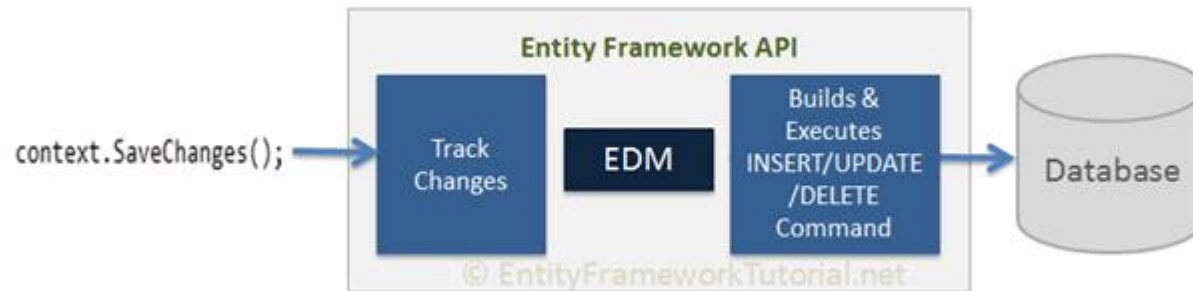 Entity Framework API
context.SaveChanges();
Track
Changes
EDM
Builds &
Executes
INSERT/UPDATE
/DELETE
Command
Database
© EntityFrameworkTutorial.net